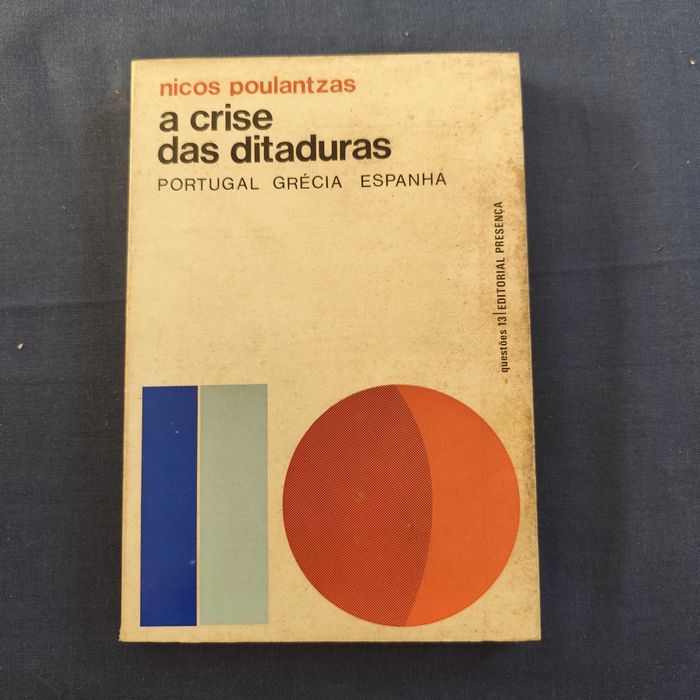 nicos poulantzas
a crise
das ditaduras
PORTUGAL GRÉCIA ESPANHA
questões 13 | EDITORIAL PRESENÇA